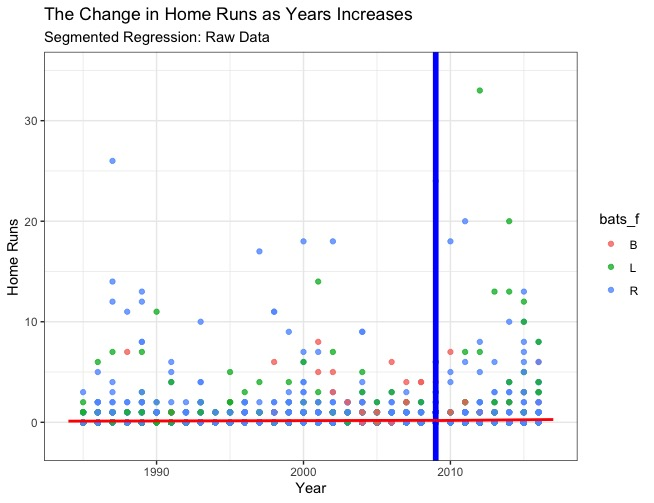 The Change in Home Runs as Years Increases
Segmented Regression: Raw Data
Home Runs
30
20
10
0
1990 2000 2010
Year
bats_f
B
L
R